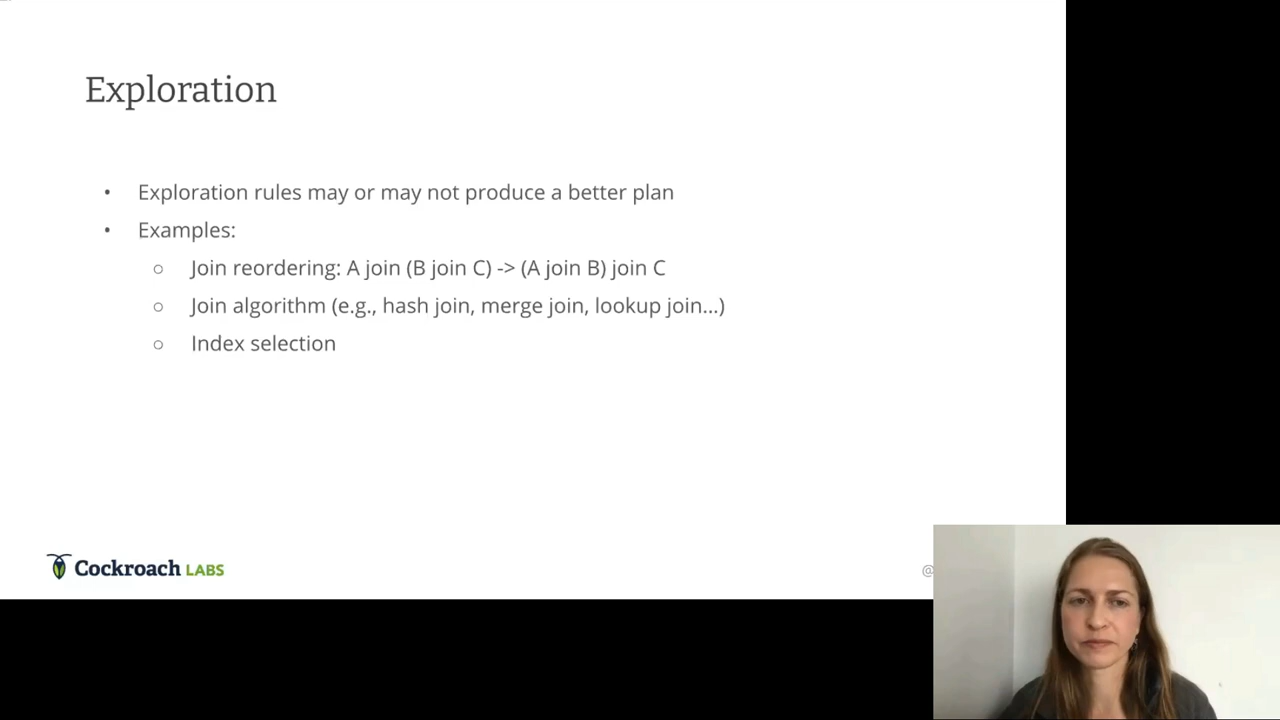 Exploration
• Exploration rules may or may not produce a better plan
• Examples:
○ Join reordering: A join (B join C) -> (A join B) join C
○ Join algorithm (e.g., hash join, merge join, lookup join...)
○ Index selection
Cockroach LABS
@